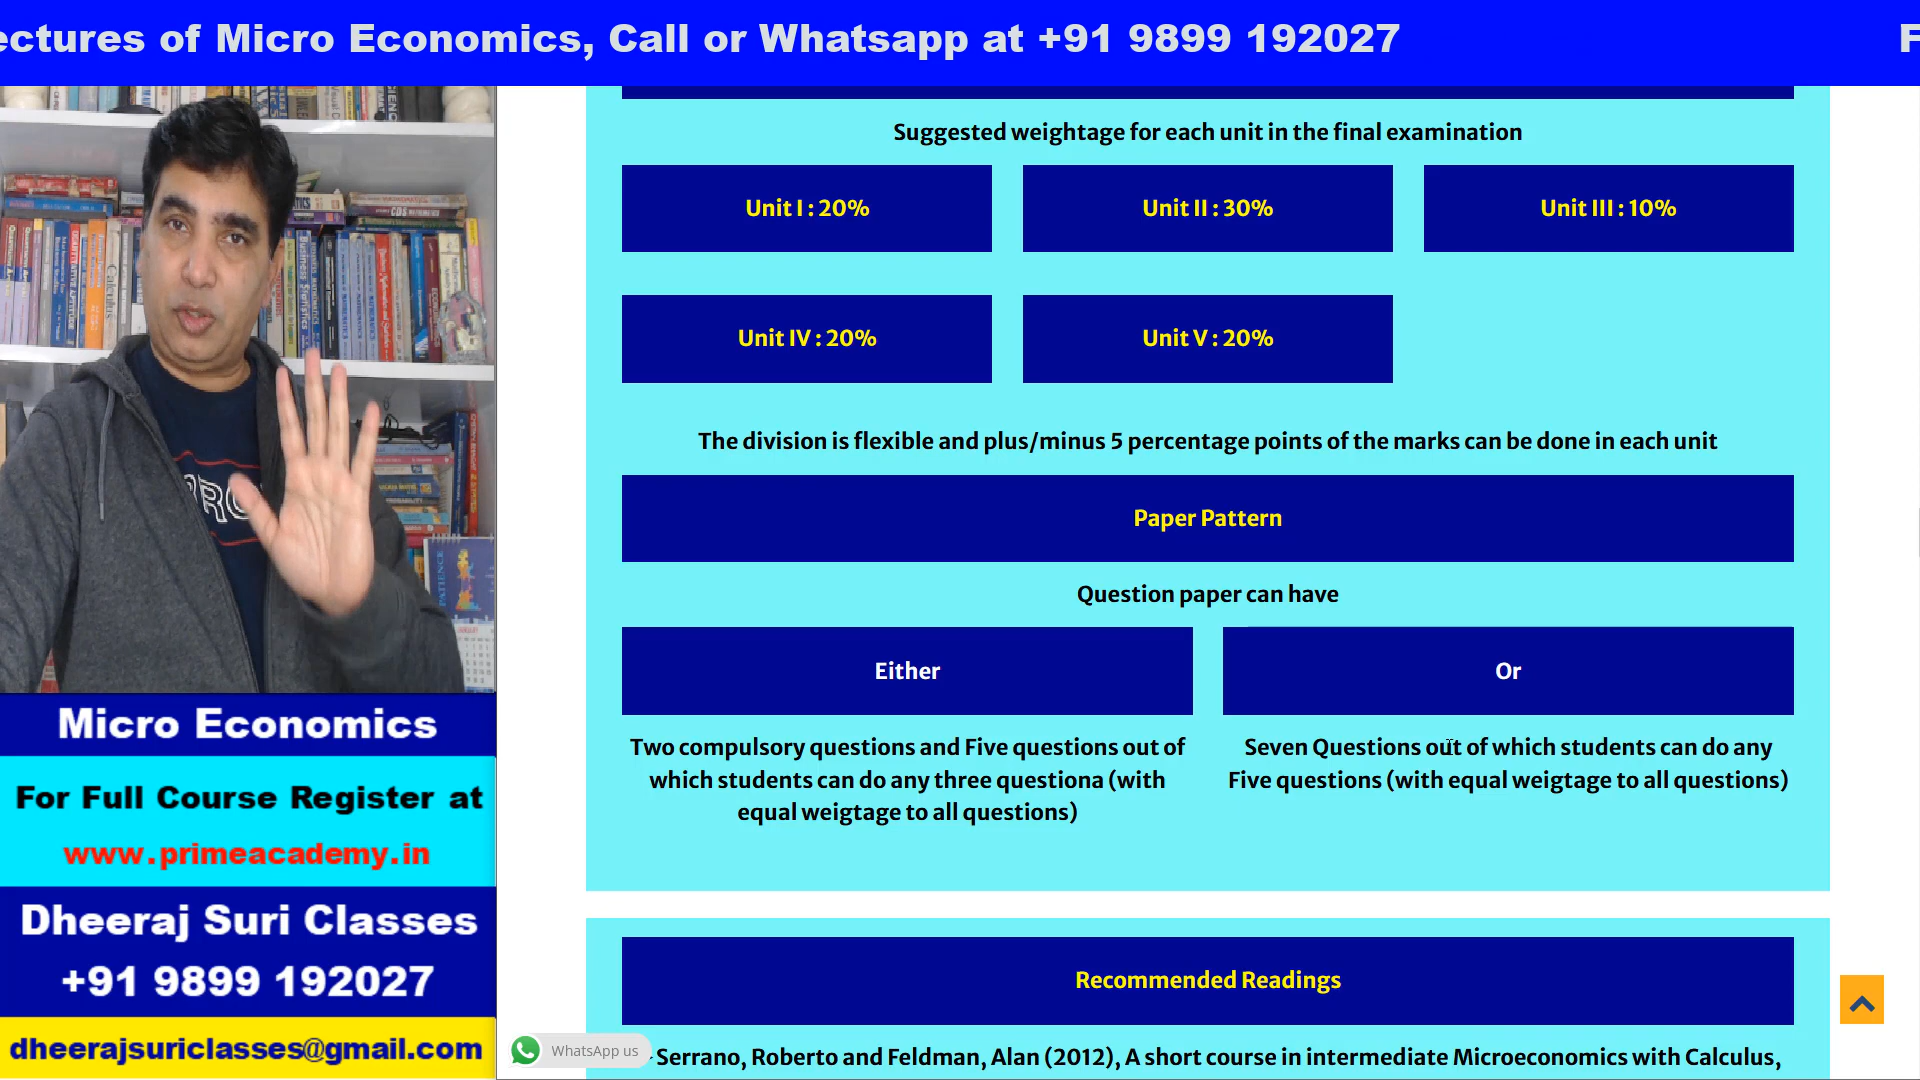 ectures of Micro Economics, Call or Whatsapp at +91 9899 192027 F
Suggested weightage for each unit in the final examination
Unit I : 20%
Unit II : 30%
Unit III : 10%
Unit IV : 20%
Unit V : 20%
The division is flexible and plus/minus 5 percentage points of the marks can be done in each unit
Paper Pattern
Question paper can have
Either
Or
Two compulsory questions and Five questions out of
which students can do any three questiona (with
equal weigtage to all questions)
Seven Questions out of which students can do any
Five questions (with equal weigtage to all questions)
Recommended Readings
Serrano, Roberto and Feldman, Alan (2012), A short course in intermediate Microeconomics with Calculus,
WhatsApp us
Micro Economics
For Full Course Register at
www.primeacademy.in
Dheeraj Suri Classes
+91 9899 192027
dheerajsuriclasses@gmail.com
PATIENCE
Calculus